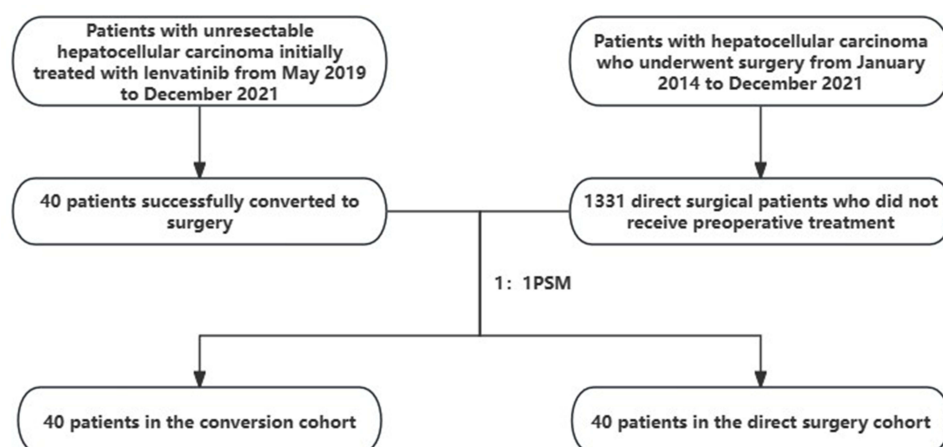 Patients with unresectable
hepatocellular carcinoma initially
treated with lenvatinib from May 2019
to December 2021
Patients with hepatocellular carcinoma
who underwent surgery from January
2014 to December 2021
40 patients successfully converted to
surgery
1331 direct surgical patients who did not
receive preoperative treatment
1： 1PSM
40 patients in the conversion cohort
40 patients in the direct surgery cohort